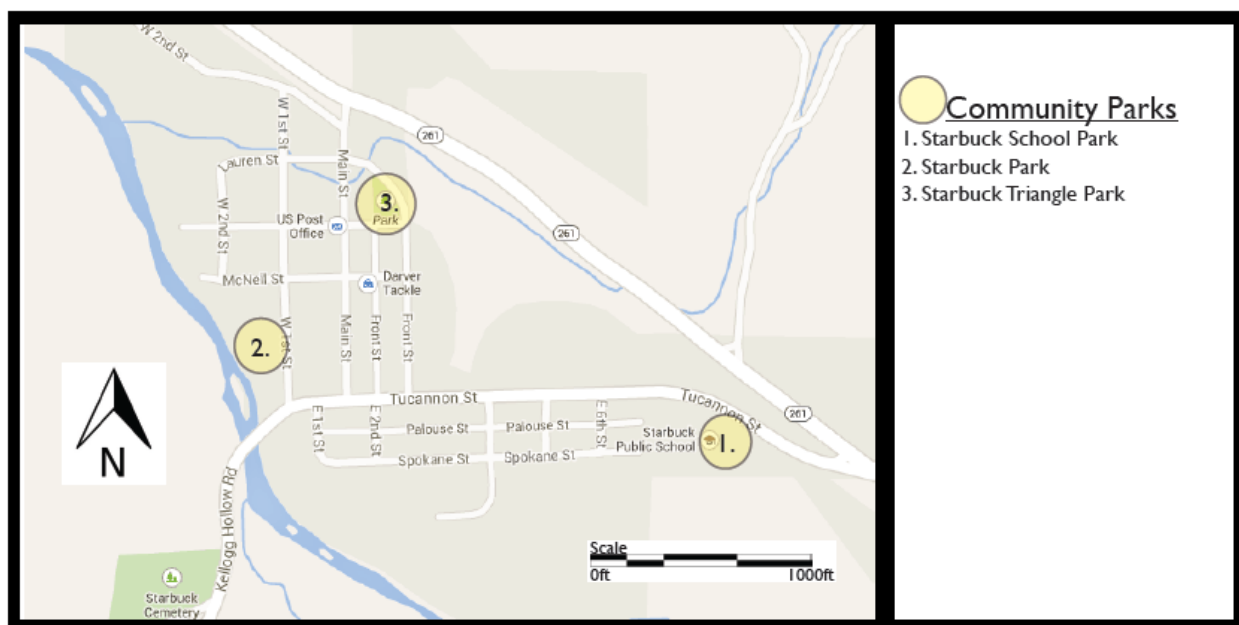 W 2nd St
261
W 1st St
Main St
Lauren St
W 2nd St
3.
Park
US Post
Office
261
McNeil St
Darver
Tackle
2.
W 1st St
Main St
Front St
Front St
N
Tucannon St
Tucannon St
261
E 1st St
E 2nd St
Palouse St
Palouse St
E 6th St
Starbuck
Public School
1.
Spokane St
Spokane St
Kellogg Hollow Rd
Scale
0ft 1000ft
Starbuck
Cemetery
Community Parks
1. Starbuck School Park
2. Starbuck Park
3. Starbuck Triangle Park